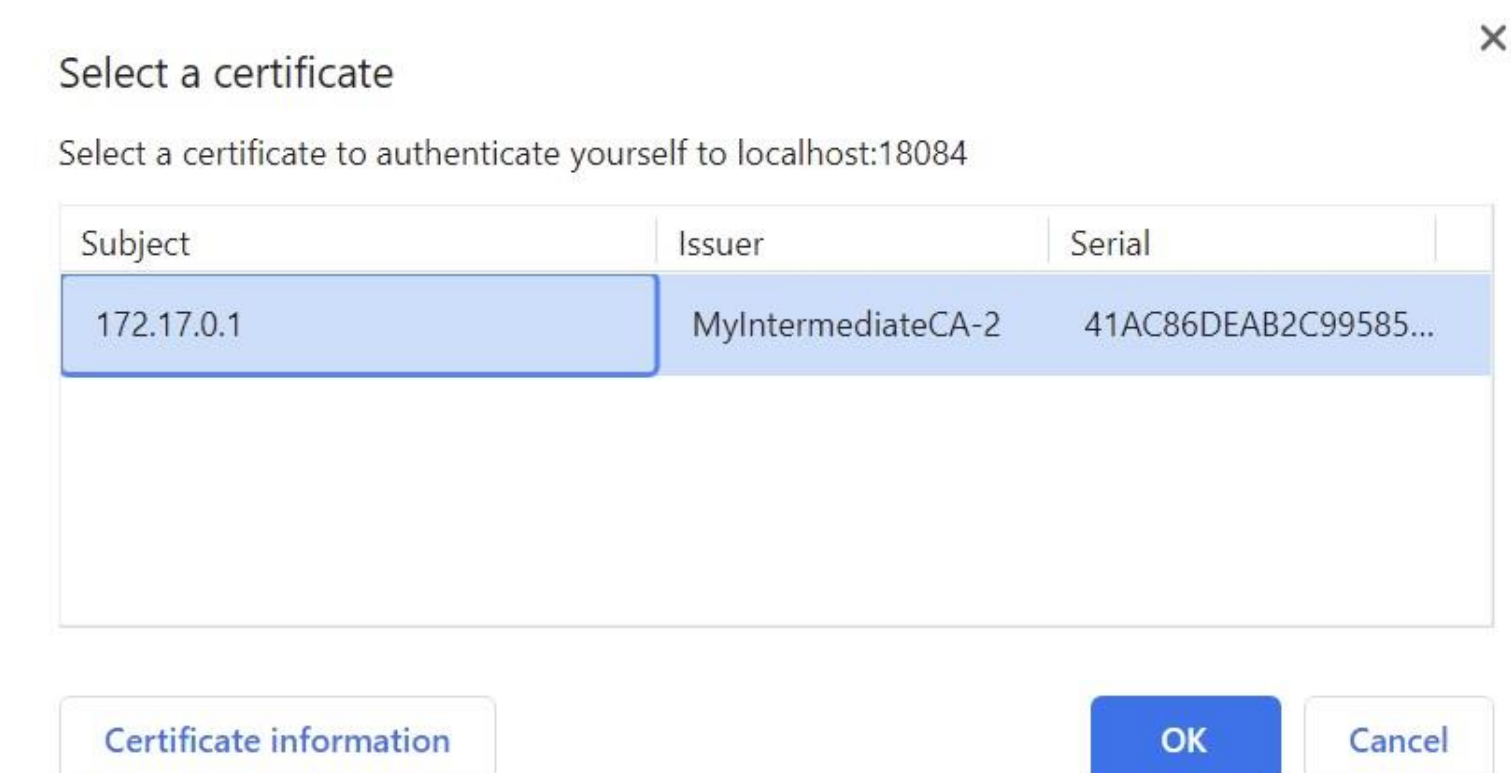 Select a certificate
Select a certificate to authenticate yourself to localhost:18084
Subject Issuer Serial
172.17.0.1 MyIntermediateCA-2 41AC86DEAB2C99585...
Certificate information OK Cancel